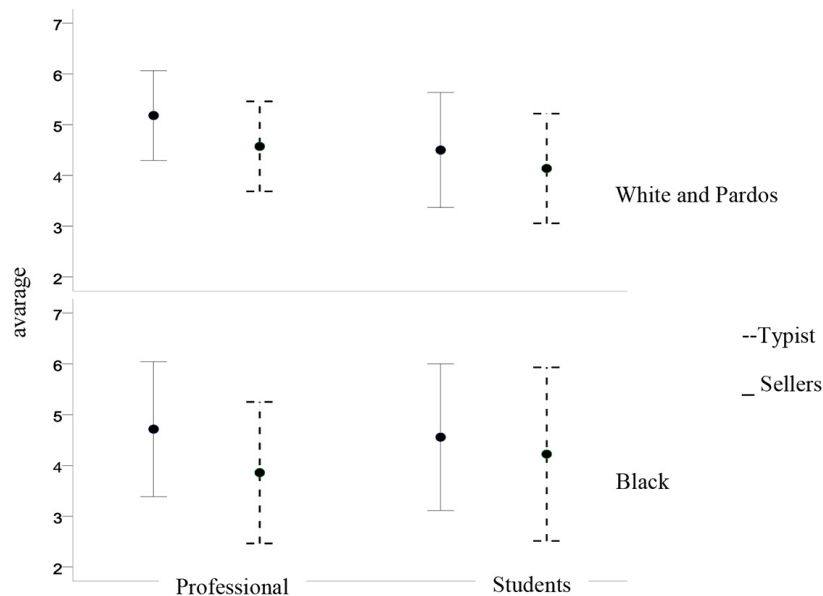 7
6
5
4
3
2
White and Pardos
avarage
7
6
5
4
3
2
--Typist
_ Sellers
Black
Professional
Students